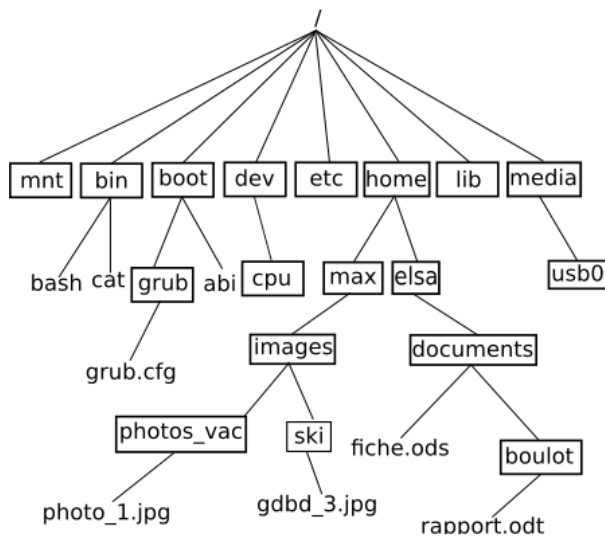 /
mnt bin boot dev etc home lib media
bash cat grub abi cpu max elsa usb0
grub.cfg images documents
photos_vac ski fiche.ods boulot
photo_1.jpg gdbd_3.jpg rapport.odt